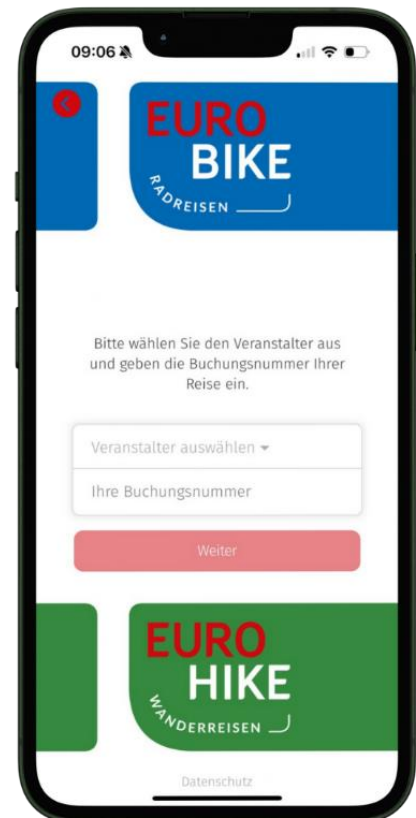 09:06
EURO
BIKE
RADREISEN
Bitte wählen Sie den Veranstalter aus
und geben die Buchungsnummer Ihrer
Reise ein.
Veranstalter auswählen
Ihre Buchungsnummer
Weiter
EURO
HIKE
WANDERREISEN
Datenschutz